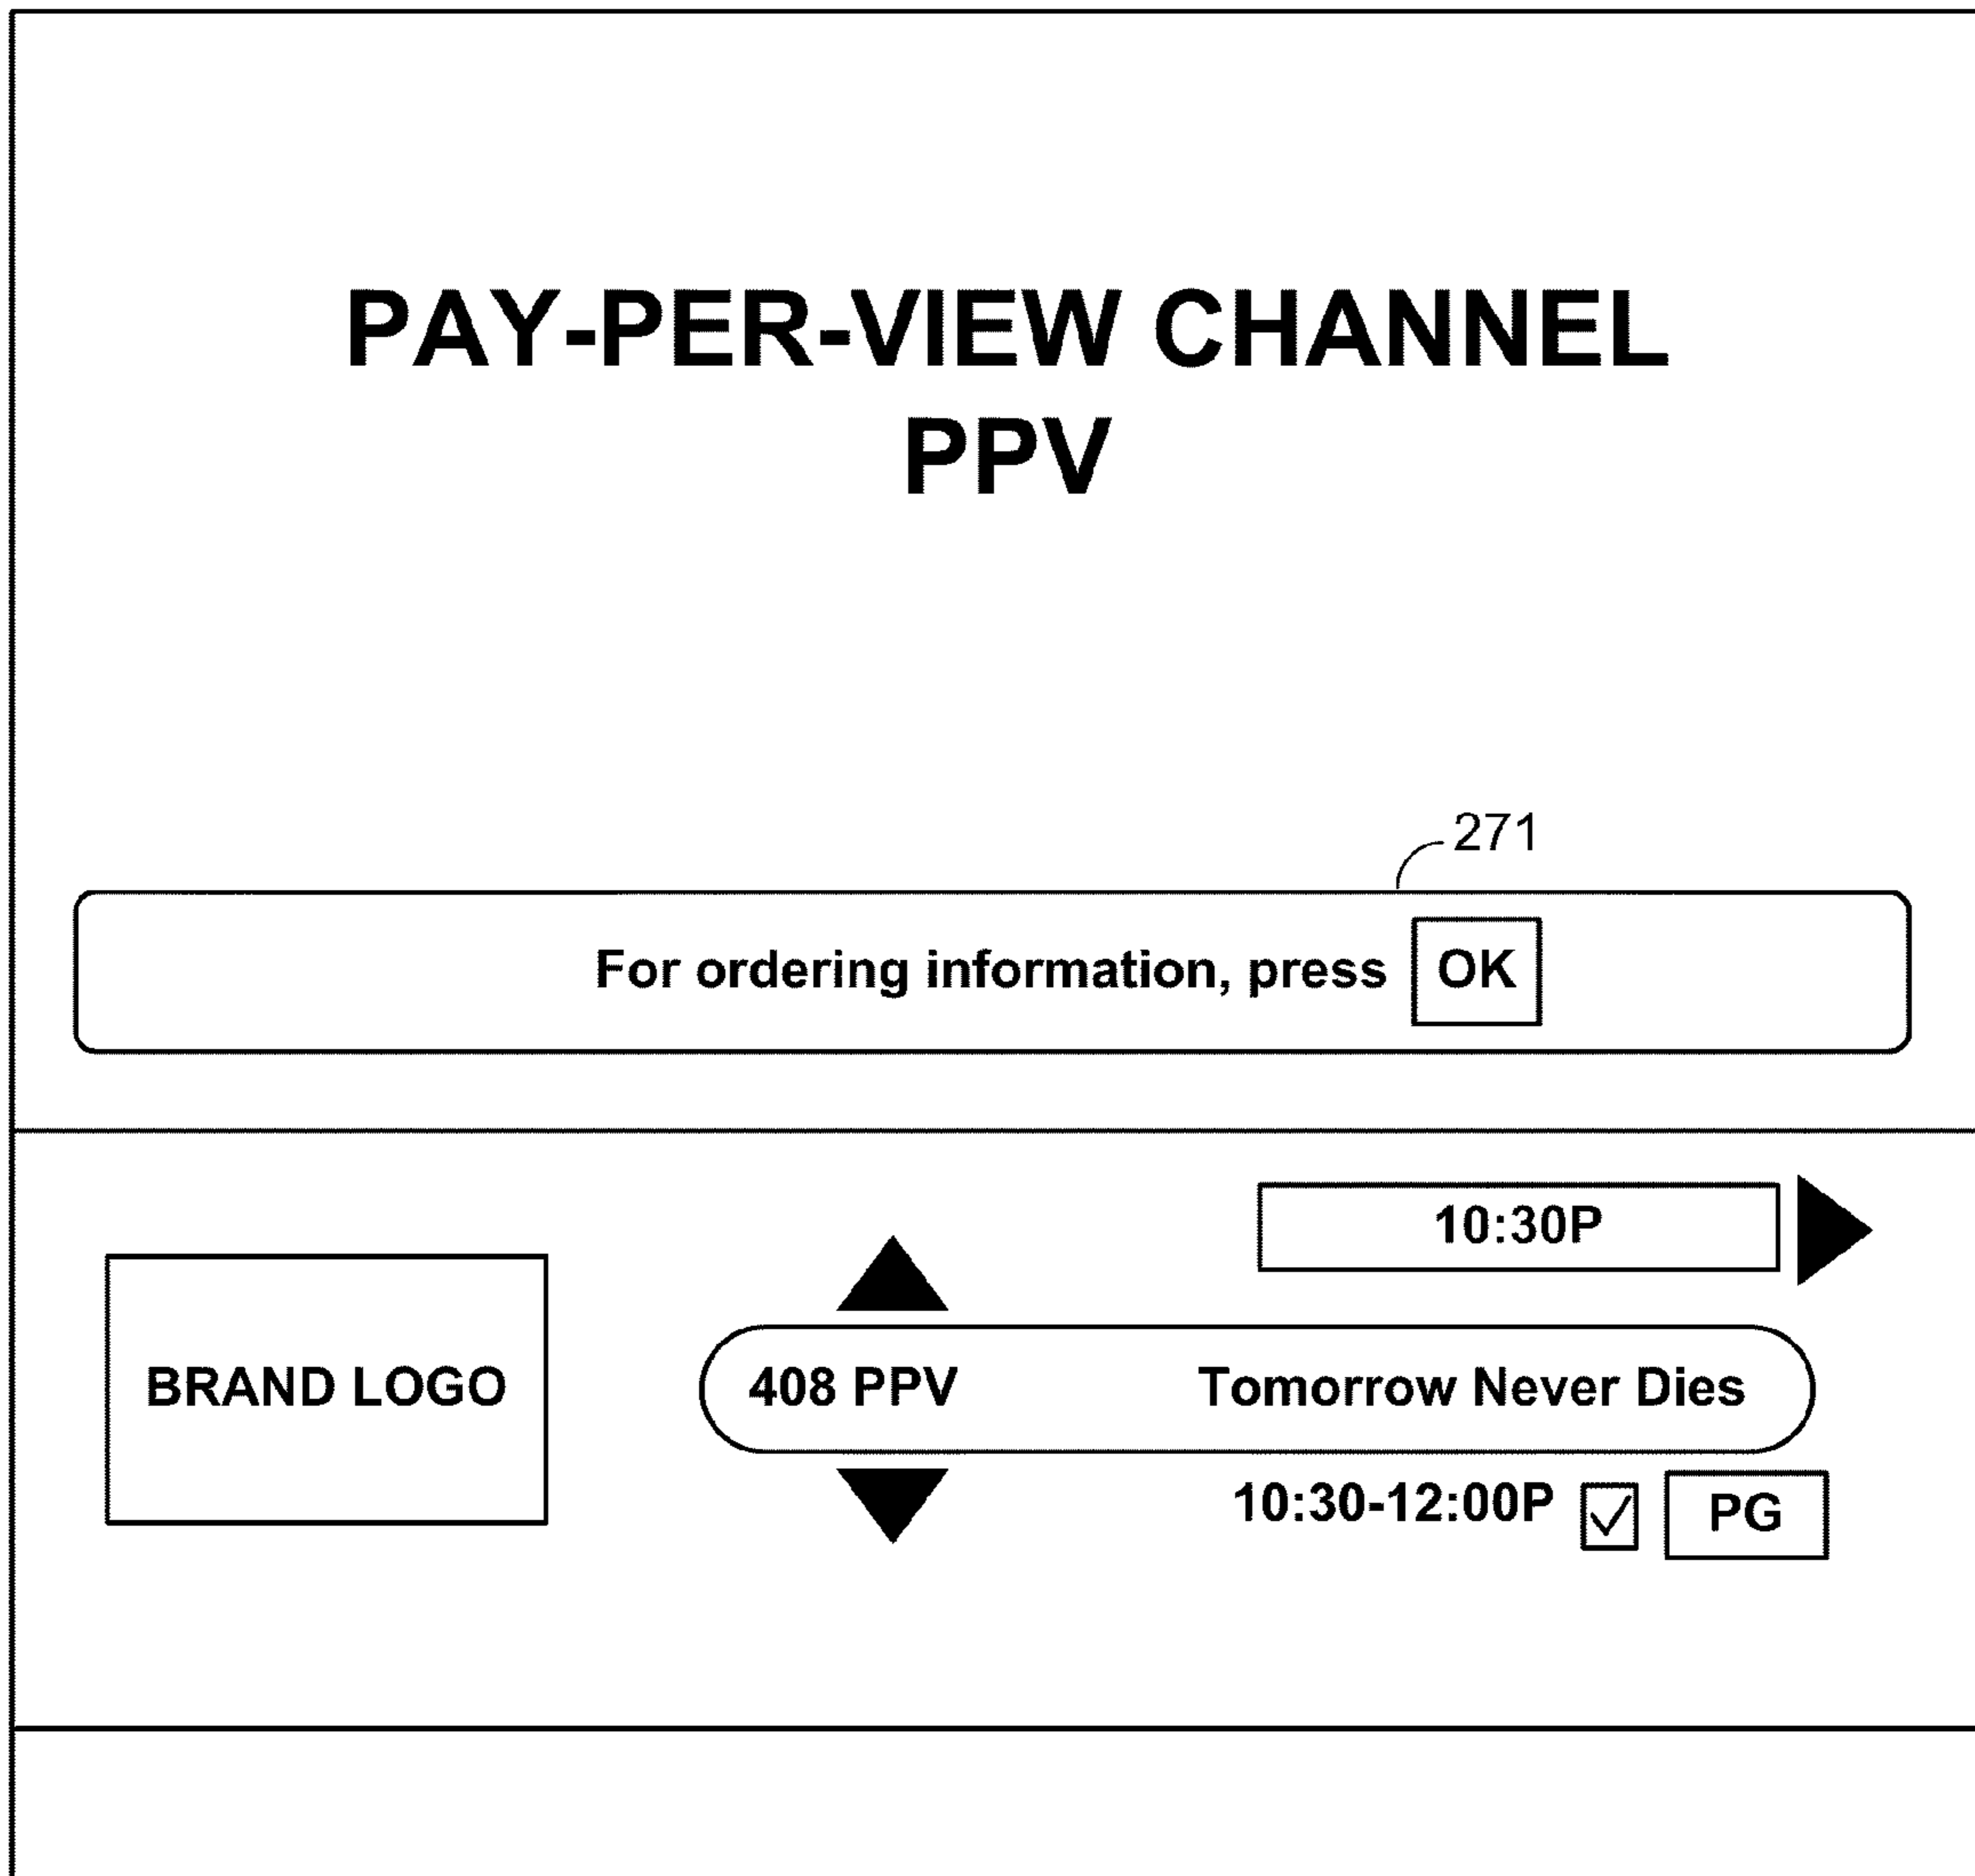 PAY-PER-VIEW CHANNEL
PPV
271
For ordering information, press OK
10:30P
BRAND LOGO
408 PPV Tomorrow Never Dies
10:30-12:00P PG